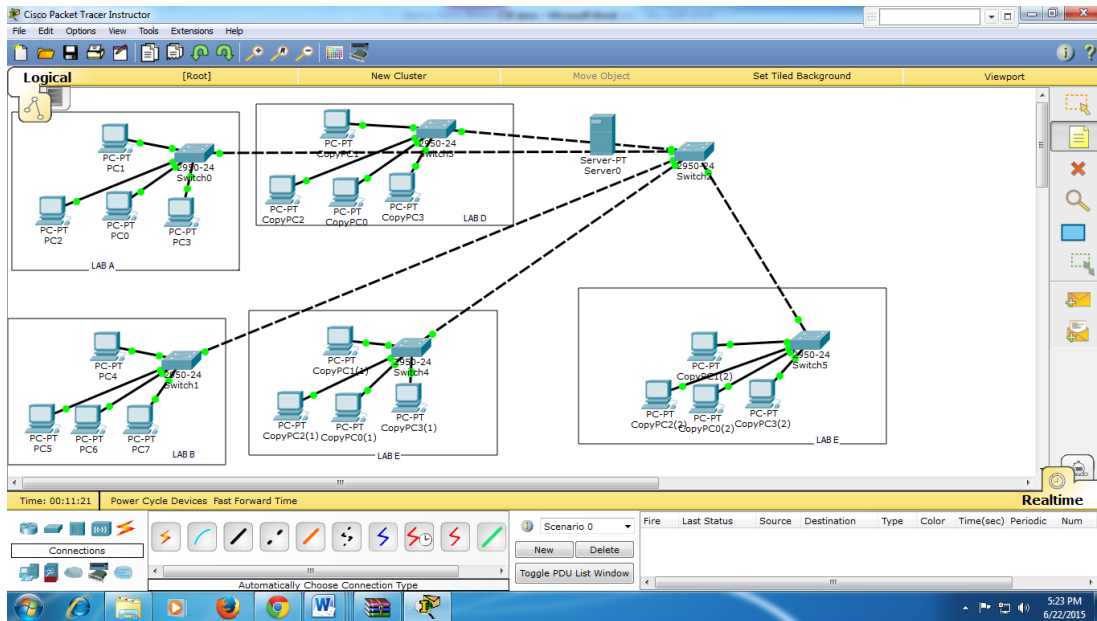 Cisco Packet Tracer Instructor
File Edit Options View Tools Extensions Help
Logical
[Root]
New Cluster
Move Object
Set Tiled Background
Viewport
PC-PT
PC1
2950-24
Switch0
PC-PT
PC2
PC-PT
PC0
PC-PT
PC3
LAB A
PC-PT
CopyPC1
2950-24
Switch3
PC-PT
CopyPC2
PC-PT
CopyPC0
PC-PT
CopyPC3
LAB D
Server-PT
Server0
2950-24
Switch2
PC-PT
PC4
2950-24
Switch1
PC-PT
PC5
PC-PT
PC6
PC-PT
PC7
LAB B
PC-PT
CopyPC1(1)
2950-24
Switch4
PC-PT
CopyPC2(1)
PC-PT
CopyPC0(1)
PC-PT
CopyPC3(1)
LAB E
PC-PT
CopyPC1(2)
2950-24
Switch5
PC-PT
CopyPC2(2)
PC-PT
CopyPC0(2)
PC-PT
CopyPC3(2)
LAB E
Time: 00:11:21
Power Cycle Devices Fast Forward Time
Realtime
Connections
Automatically Choose Connection Type
Scenario 0
New
Delete
Toggle PDU List Window
Fire Last Status Source Destination Type Color Time(sec) Periodic Num
5:23 PM
6/22/2015